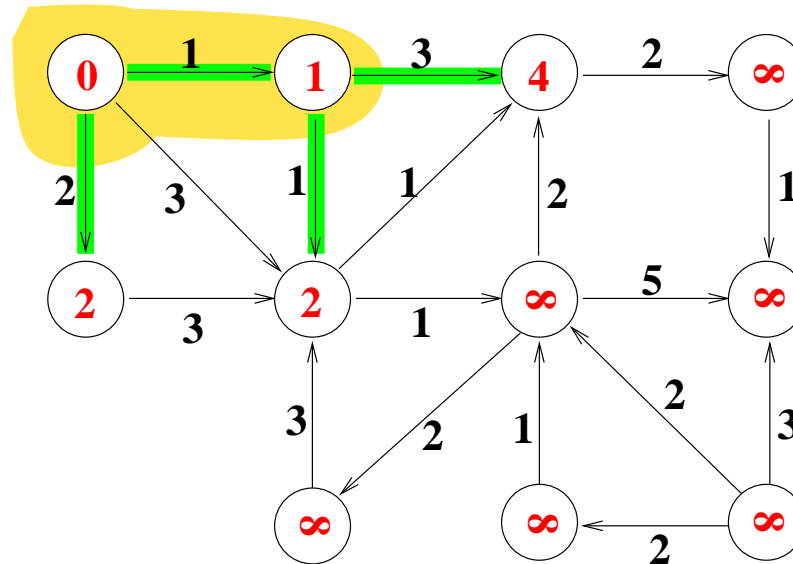 0 1 1 3 4 2 ∞
2 3 1 1 2 1
2 3 2 1 ∞ 5 ∞
3 2 1 2 3
∞ ∞ 2 ∞